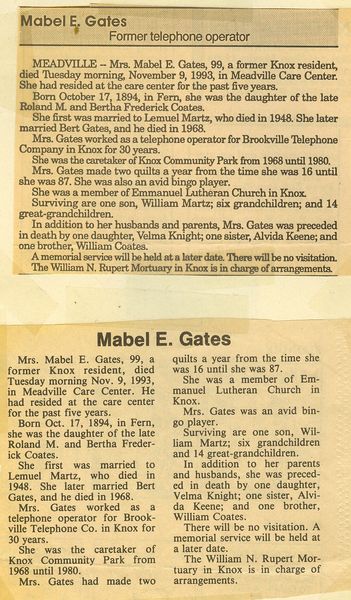 Mabel E. Gates
Former telephone operator
MEADVILLE -- Mrs. Mabel E. Gates, 99, a former Knox resident,
died Tuesday morning, November 9, 1993, in Meadville Care Center.
She had resided at the care center for the past five years.
Born October 17, 1894, in Fern, she was the daughter of the late
Roland M. and Bertha Frederick Coates.
She first was married to Lemuel Martz, who died in 1948. She later
married Bert Gates, and he died in 1968.
Mrs. Gates worked as a telephone operator for Brookville Telephone
Company in Knox for 30 years.
She was the caretaker of Knox Community Park from 1968 until 1980.
Mrs. Gates made two quilts a year from the time she was 16 until
she was 87. She was also an avid bingo player.
She was a member of Emmanuel Lutheran Church in Knox.
Surviving are one son, William Martz; six grandchildren; and 14
great-grandchildren.
In addition to her husbands and parents, Mrs. Gates was preceded
in death by one daughter, Velma Knight; one sister, Alvida Keene; and
one brother, William Coates.
A memorial service will be held at a later date. There will be no visitation.
The William N. Rupert Mortuary in Knox is in charge of arrangements.
Mabel E. Gates
Mrs. Mabel E. Gates, 99, a
former Knox resident, died
Tuesday morning Nov. 9, 1993,
in Meadville Care Center. He
had resided at the care center
for the past five years.
Born Oct. 17, 1894, in Fern,
she was the daughter of the late
Roland M. and Bertha Freder-
ick Coates.
She first was married to
Lemuel Martz, who died in
1948. She later married Bert
Gates, and he died in 1968.
Mrs. Gates worked as a
telephone operator for Brook-
ville Telephone Co. in Knox for
30 years.
She was the caretaker of
Knox Community Park from
1968 until 1980.
Mrs. Gates had made two
quilts a year from the time she
was 16 until she was 87.
She was a member of Em-
manuel Lutheran Church in
Knox.
Mrs. Gates was an avid bin-
go player.
Surviving are one son, Wil-
liam Martz; six grandchildren
and 14 great-grandchildren.
In addition to her parents
and husbands, she was preced-
ed in death by one daughter,
Velma Knight; one sister, Alvi-
da Keene; and one brother,
William Coates.
There will be no visitation. A
memorial service will be held at
a later date.
The William N. Rupert Mor-
tuary in Knox is in charge of
arrangements.